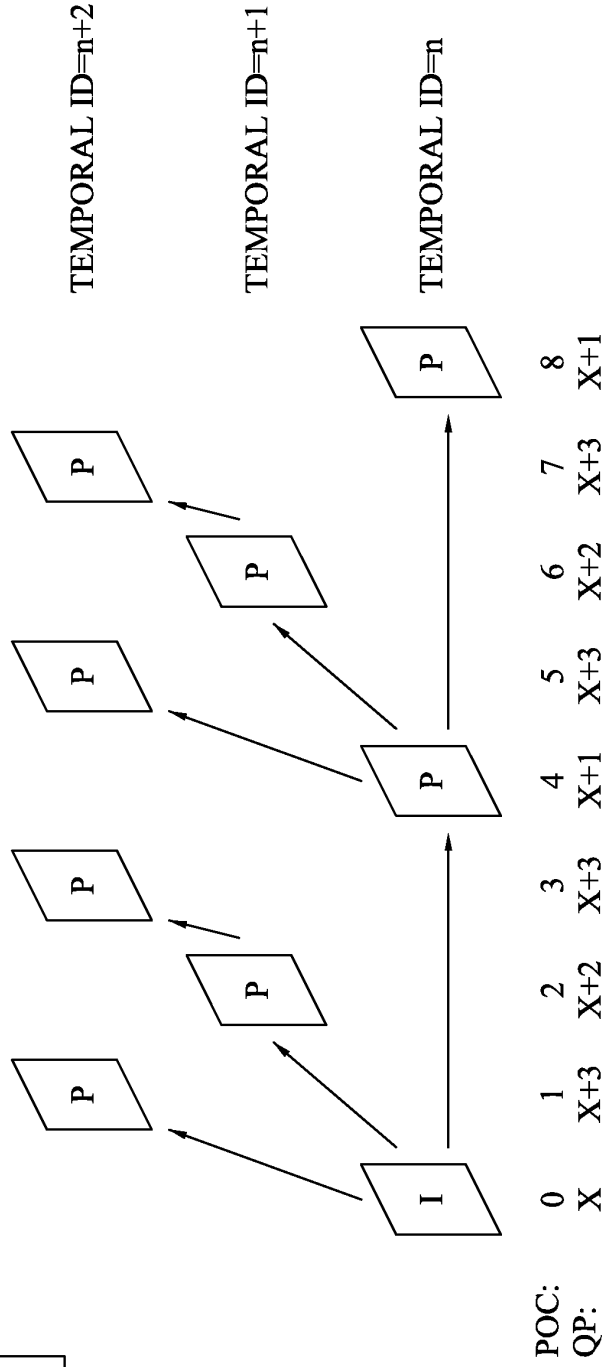 P P P P TEMPORAL ID=n+2
P P TEMPORAL ID=n+1
I P P TEMPORAL ID=n
POC: 0 1 2 3 4 5 6 7 8
QP: X X+3 X+2 X+3 X+1 X+3 X+2 X+3 X+1